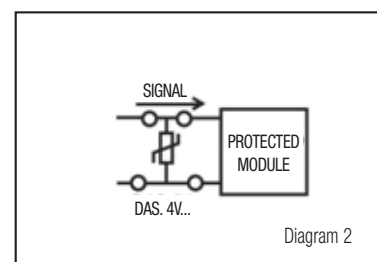 SIGNAL
PROTECTED
MODULE
DAS. 4V...
Diagram 2